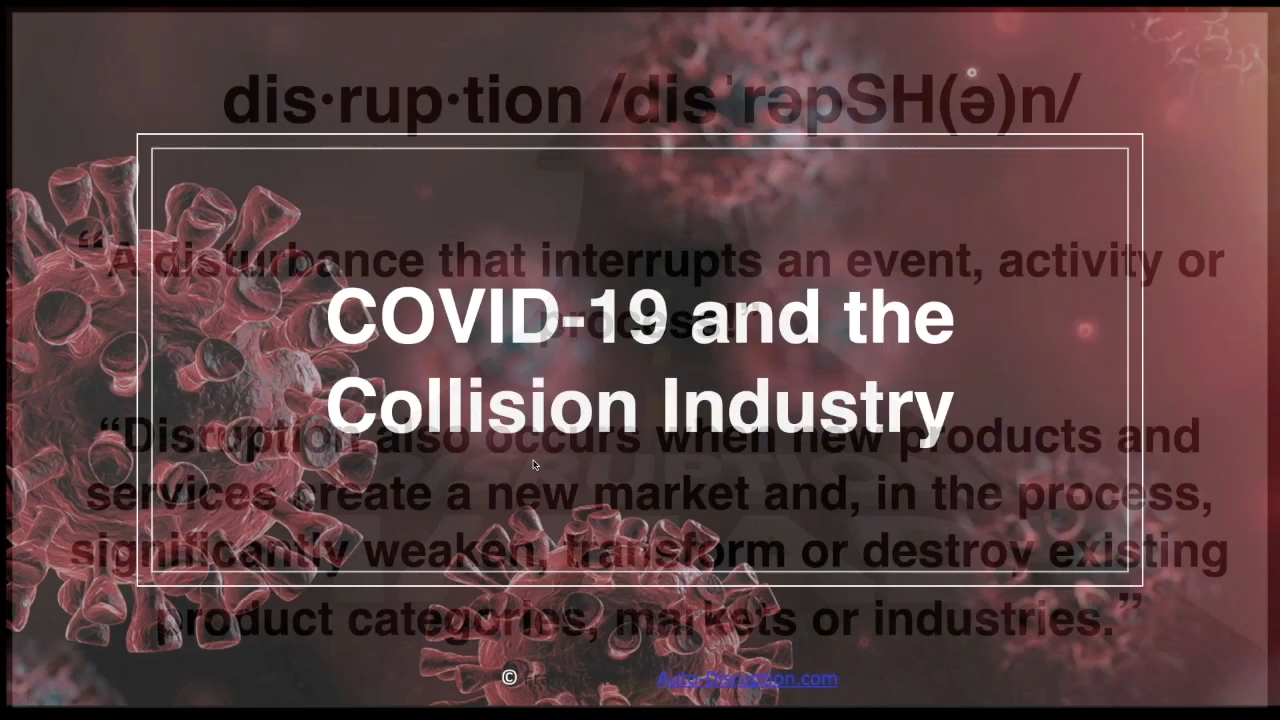 dis·rup·tion /disˈrəpSH(ə)n/
“A disturbance that interrupts an event, activity or
COVID-19 and the
Collision Industry
“Disruption also occurs when new products and
services create a new market and, in the process,
significantly weaken, transform or destroy existing
product categories, markets or industries.”
© Auto-Disruption.com